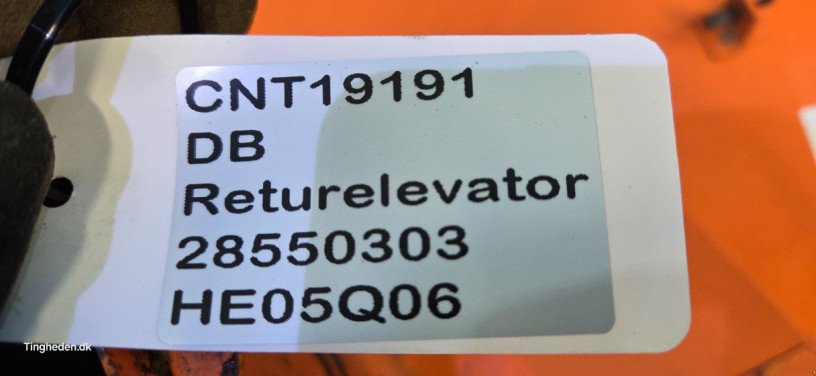 CNT19191
DB
Returelevator
28550303
HE05Q06
Tingheden.dk